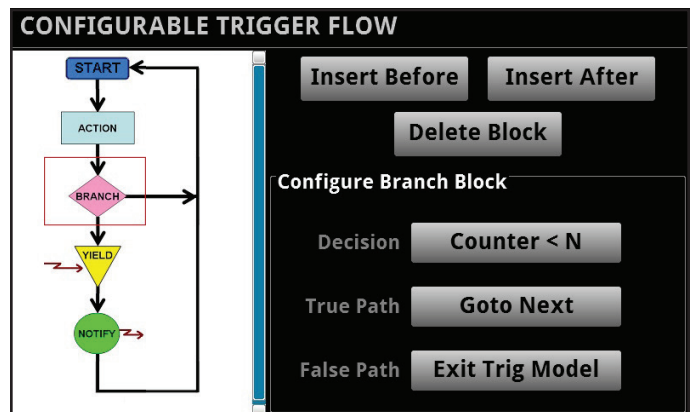 CONFIGURABLE TRIGGER FLOW
START
ACTION
BRANCH
YIELD
NOTIFY
Insert Before
Insert After
Delete Block
Configure Branch Block
Decision
Counter < N
True Path
Goto Next
False Path
Exit Trig Model